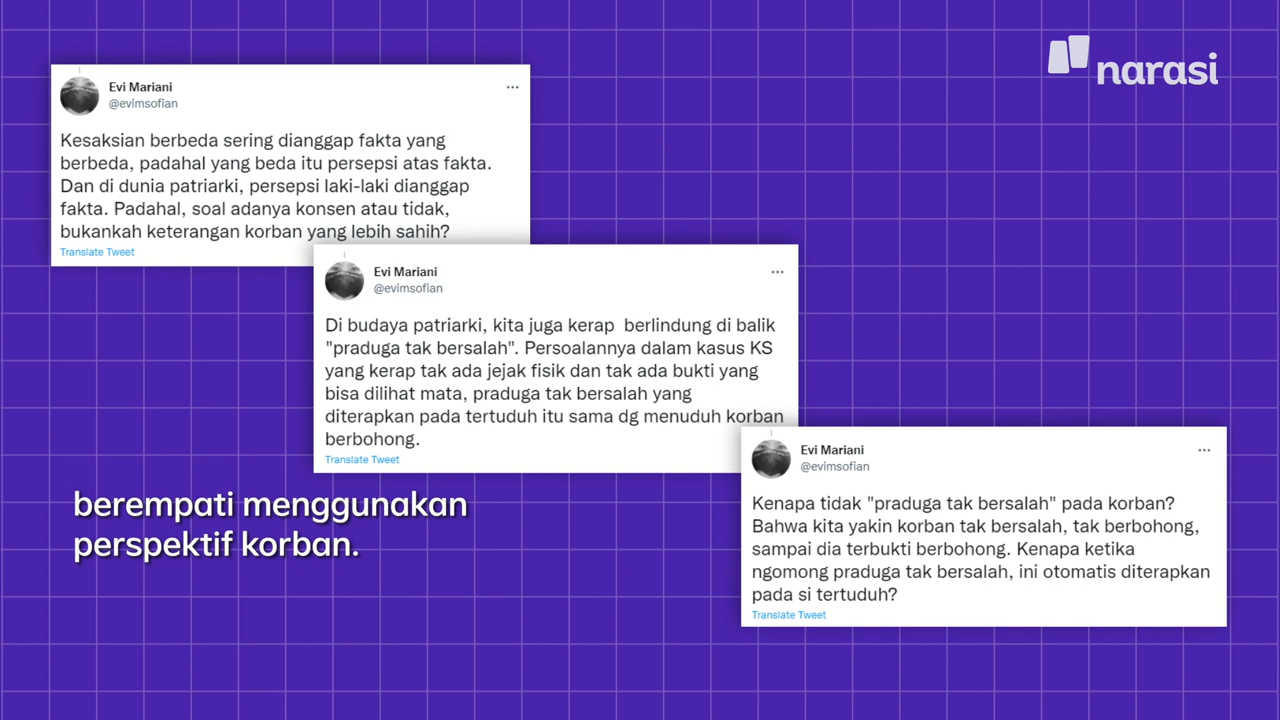 narasi
Evi Mariani
@evimsofian
Kesaksian berbeda sering dianggap fakta yang
berbeda, padahal yang beda itu persepsi atas fakta.
Dan di dunia patriarki, persepsi laki-laki dianggap
fakta. Padahal, soal adanya konsen atau tidak,
bukankah keterangan korban yang lebih sahih?
Translate Tweet
Evi Mariani
@evimsofian
Di budaya patriarki, kita juga kerap  berlindung di balik
"praduga tak bersalah". Persoalannya dalam kasus KS
yang kerap tak ada jejak fisik dan tak ada bukti yang
bisa dilihat mata, praduga tak bersalah yang
diterapkan pada tertuduh itu sama dg menuduh korban
berbohong.
Translate Tweet
Evi Mariani
@evimsofian
Kenapa tidak "praduga tak bersalah" pada korban?
Bahwa kita yakin korban tak bersalah, tak berbohong,
sampai dia terbukti berbohong. Kenapa ketika
ngomong praduga tak bersalah, ini otomatis diterapkan
pada si tertuduh?
Translate Tweet
berempati menggunakan
perspektif korban.